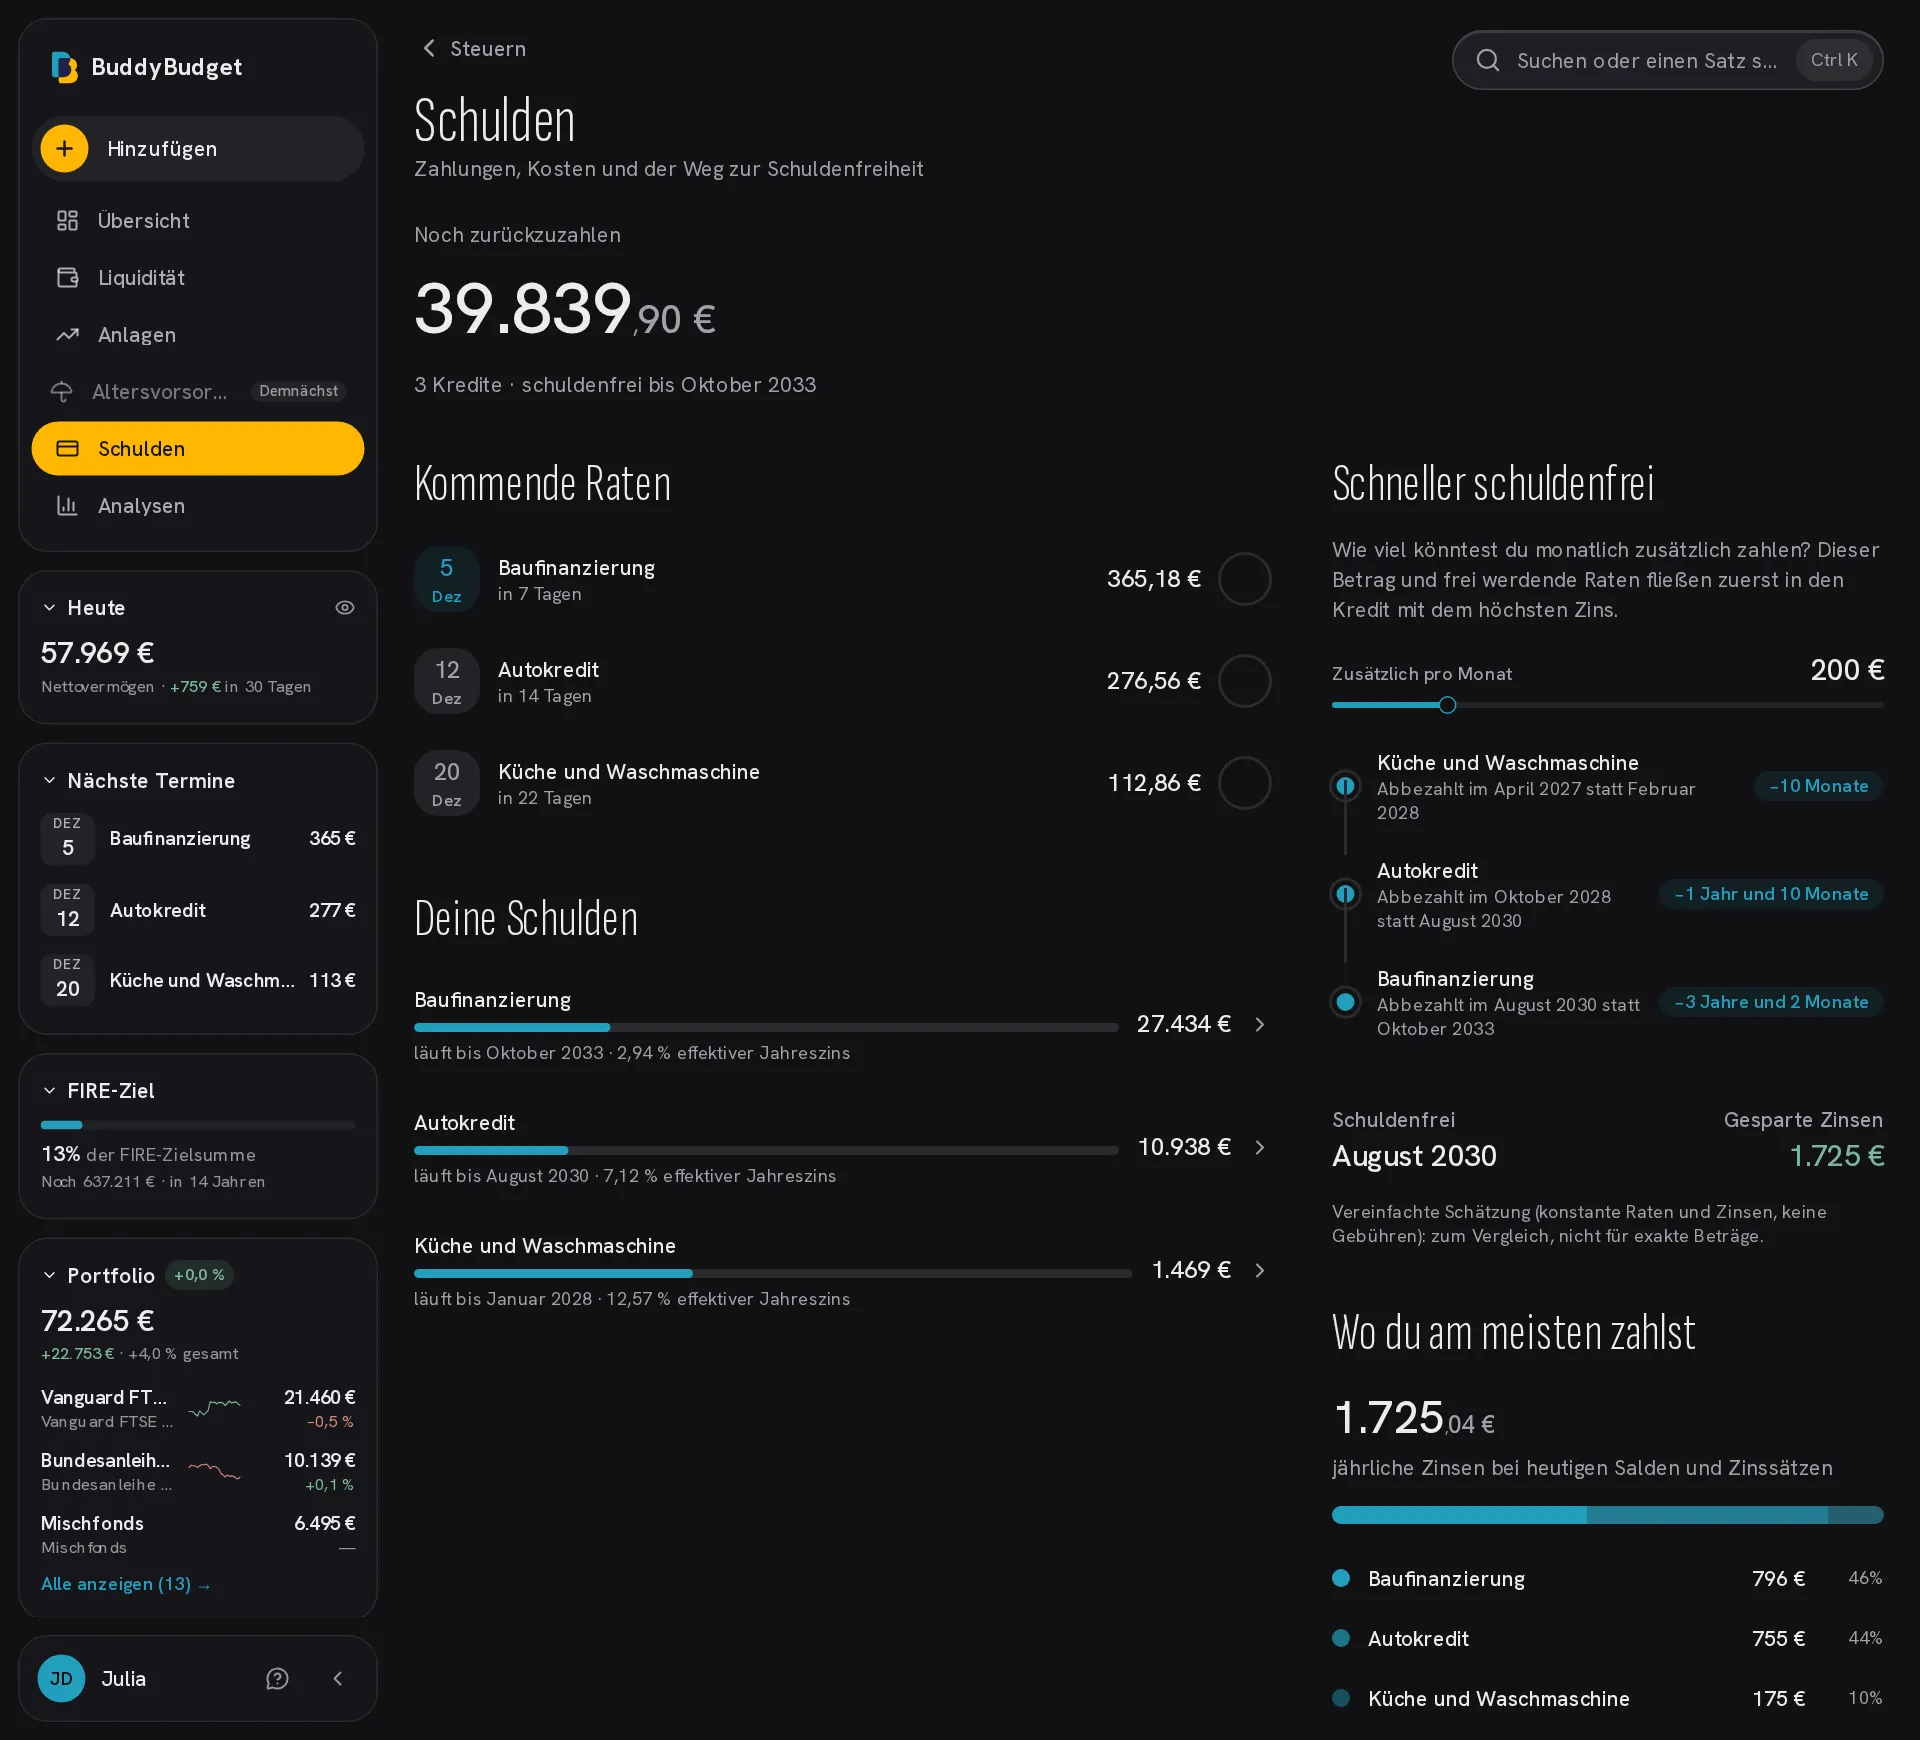 BuddyBudget
Hinzufügen
Übersicht
Liquidität
Anlagen
Altersvorsor... Demnächst
Schulden
Analysen
Heute
57.969 €
Nettovermögen · +759 € in 30 Tagen
Nächste Termine
DEZ
5
Baufinanzierung 365 €
DEZ
12
Autokredit 277 €
DEZ
20
Küche und Waschm... 113 €
FIRE-Ziel
13% der FIRE-Zielsumme
Noch 637.211 € · in 14 Jahren
Portfolio +0,0 %
72.265 €
+22.753 € · +4,0 % gesamt
Vanguard FT... 21.460 €
Vanguard FTSE ... −0,5 %
Bundesanleih... 10.139 €
Bundesanleihe ... +0,1 %
Mischfonds 6.495 €
Mischfonds —
Alle anzeigen (13) →
JD Julia
Steuern
Suchen oder einen Satz s... Ctrl K
Schulden
Zahlungen, Kosten und der Weg zur Schuldenfreiheit
Noch zurückzuzahlen
39.839,90 €
3 Kredite · schuldenfrei bis Oktober 2033
Kommende Raten
5
Dez
Baufinanzierung
in 7 Tagen
365,18 €
12
Dez
Autokredit
in 14 Tagen
276,56 €
20
Dez
Küche und Waschmaschine
in 22 Tagen
112,86 €
Deine Schulden
Baufinanzierung
27.434 €
läuft bis Oktober 2033 · 2,94 % effektiver Jahreszins
Autokredit
10.938 €
läuft bis August 2030 · 7,12 % effektiver Jahreszins
Küche und Waschmaschine
1.469 €
läuft bis Januar 2028 · 12,57 % effektiver Jahreszins
Schneller schuldenfrei
Wie viel könntest du monatlich zusätzlich zahlen? Dieser
Betrag und frei werdende Raten fließen zuerst in den
Kredit mit dem höchsten Zins.
Zusätzlich pro Monat 200 €
Küche und Waschmaschine
Abbezahlt im April 2027 statt Februar
2028
−10 Monate
Autokredit
Abbezahlt im Oktober 2028
statt August 2030
−1 Jahr und 10 Monate
Baufinanzierung
Abbezahlt im August 2030 statt
Oktober 2033
−3 Jahre und 2 Monate
Schuldenfrei Gesparte Zinsen
August 2030 1.725 €
Vereinfachte Schätzung (konstante Raten und Zinsen, keine
Gebühren): zum Vergleich, nicht für exakte Beträge.
Wo du am meisten zahlst
1.725,04 €
jährliche Zinsen bei heutigen Salden und Zinssätzen
Baufinanzierung 796 € 46%
Autokredit 755 € 44%
Küche und Waschmaschine 175 € 10%